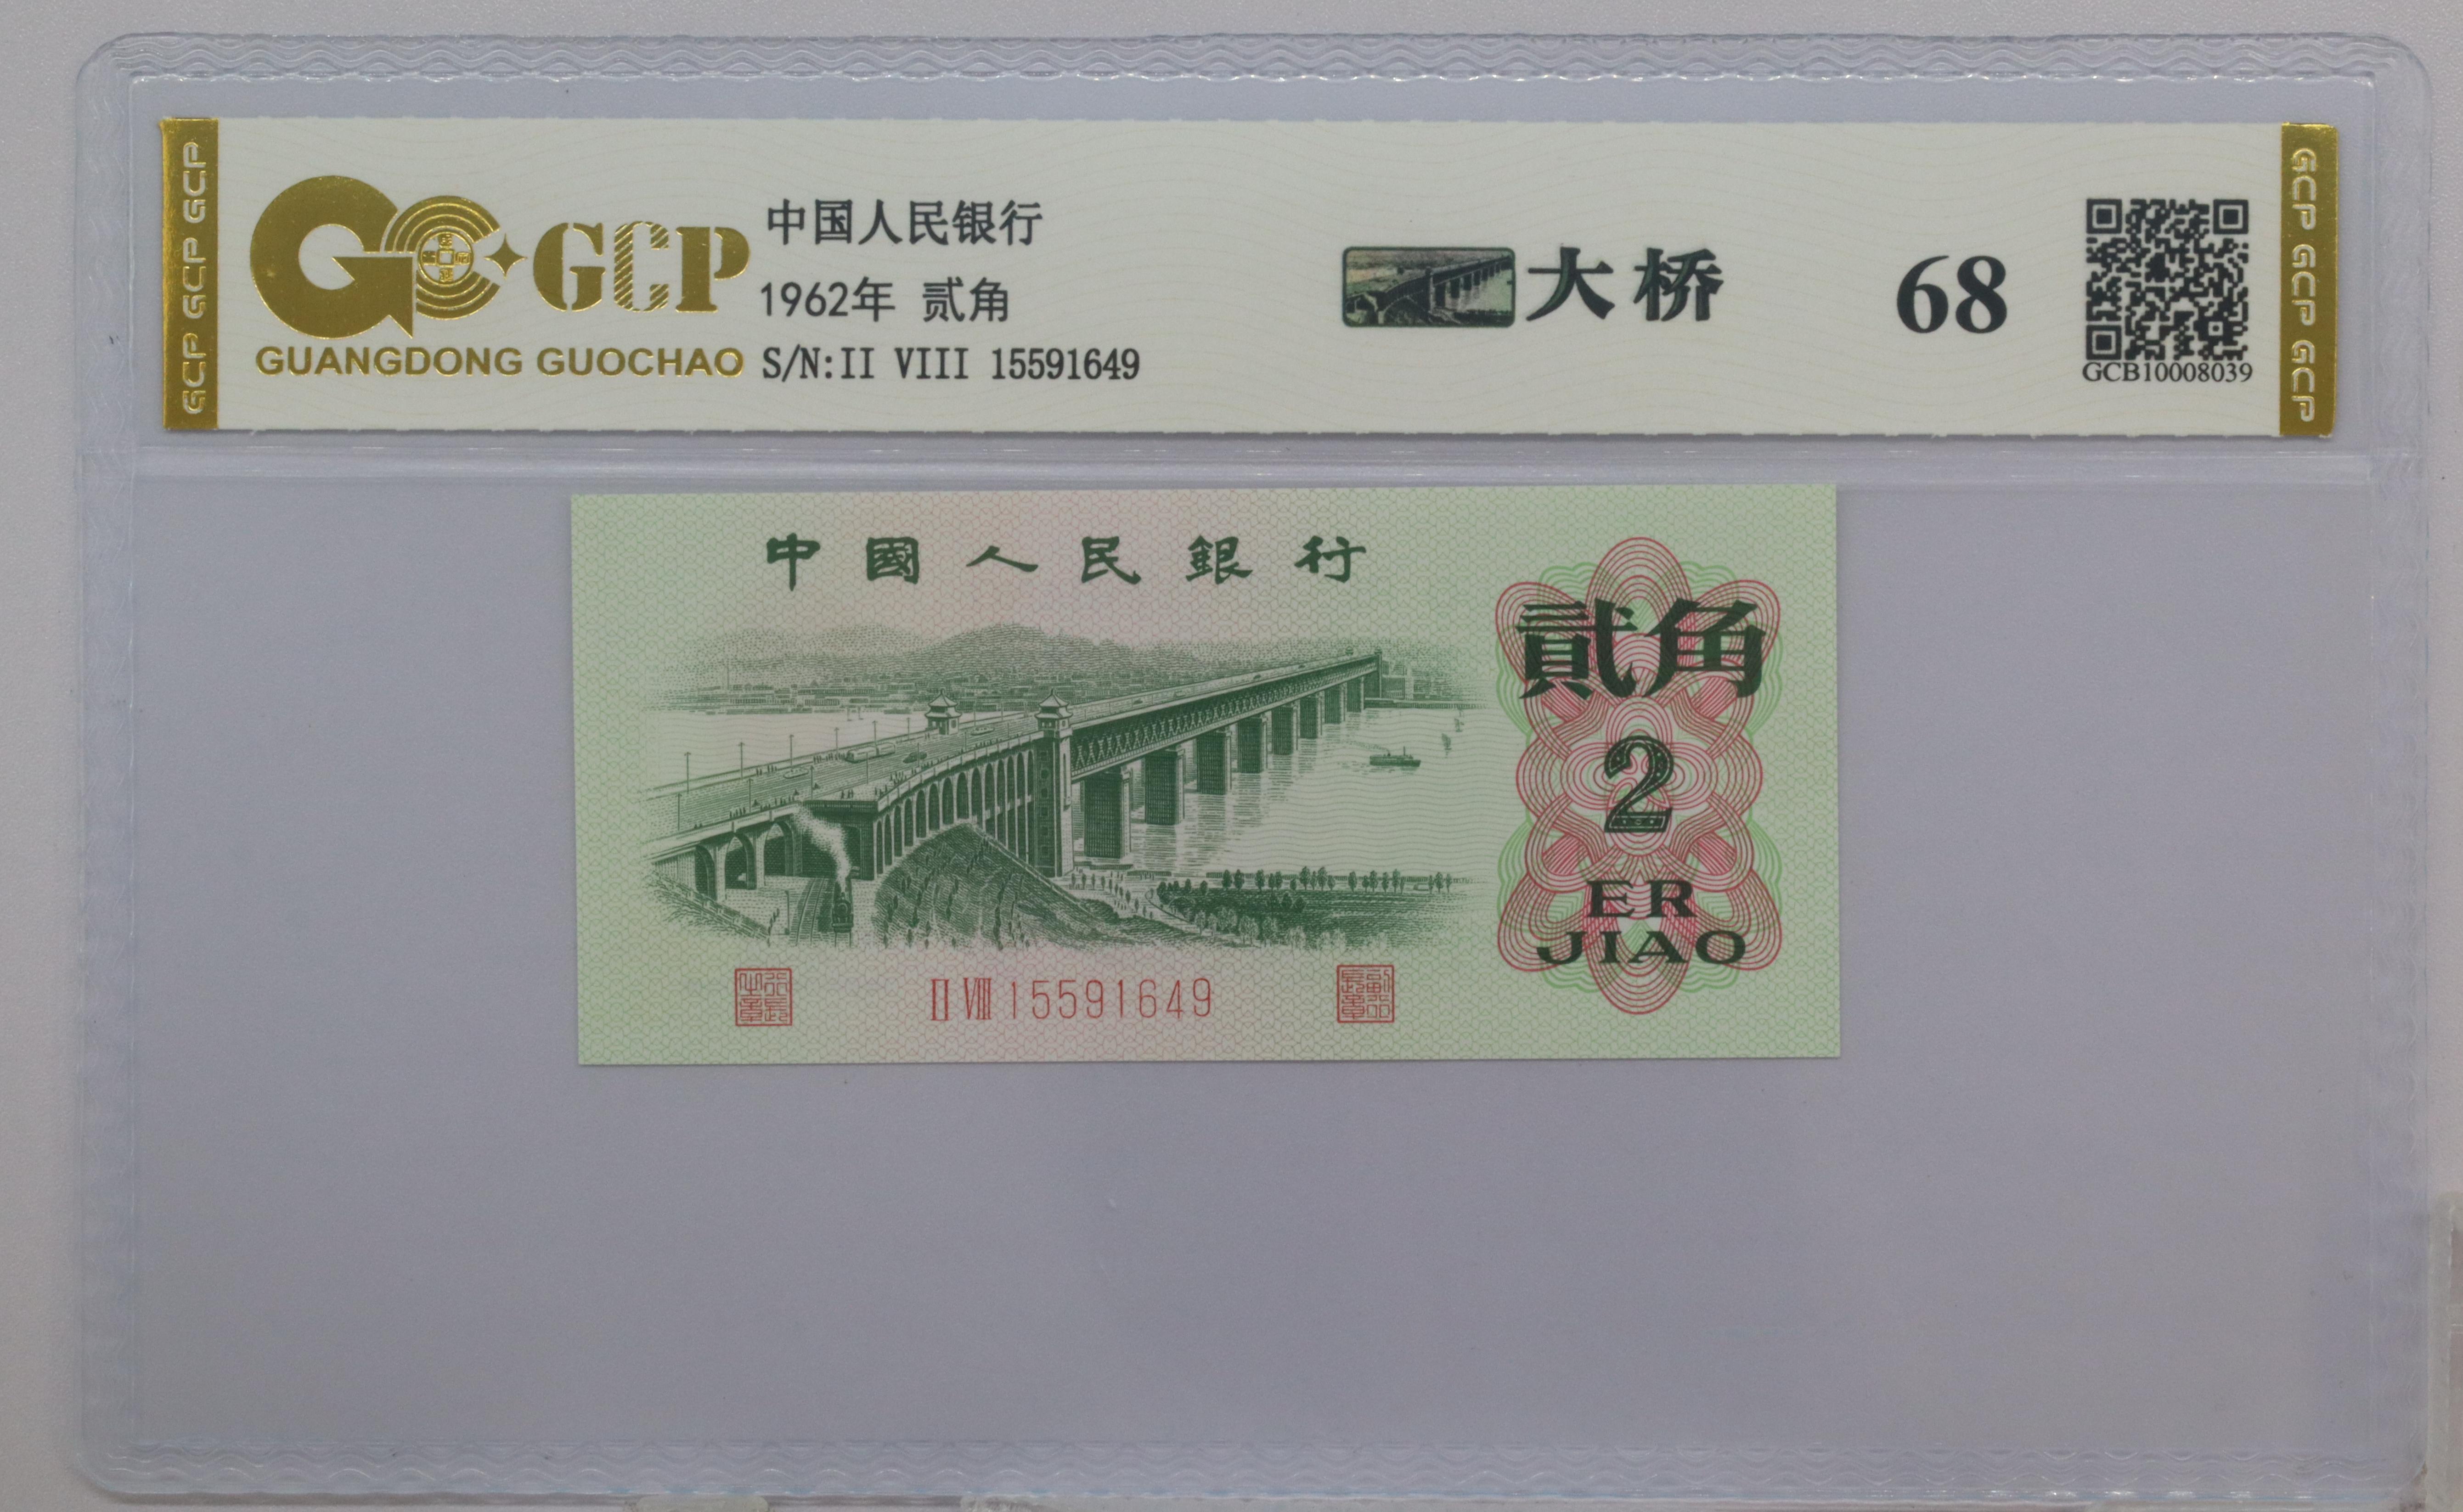 GCP GCP GCP
GCP
GUANGDONG GUOCHAO
中国人民银行
1962年 贰角
S/N:II VIII 15591649
大桥
68
GCB10008039
GCP GCP GCP
中國人民銀行
貳角
2
ER
JIAO
II VIII 15591649